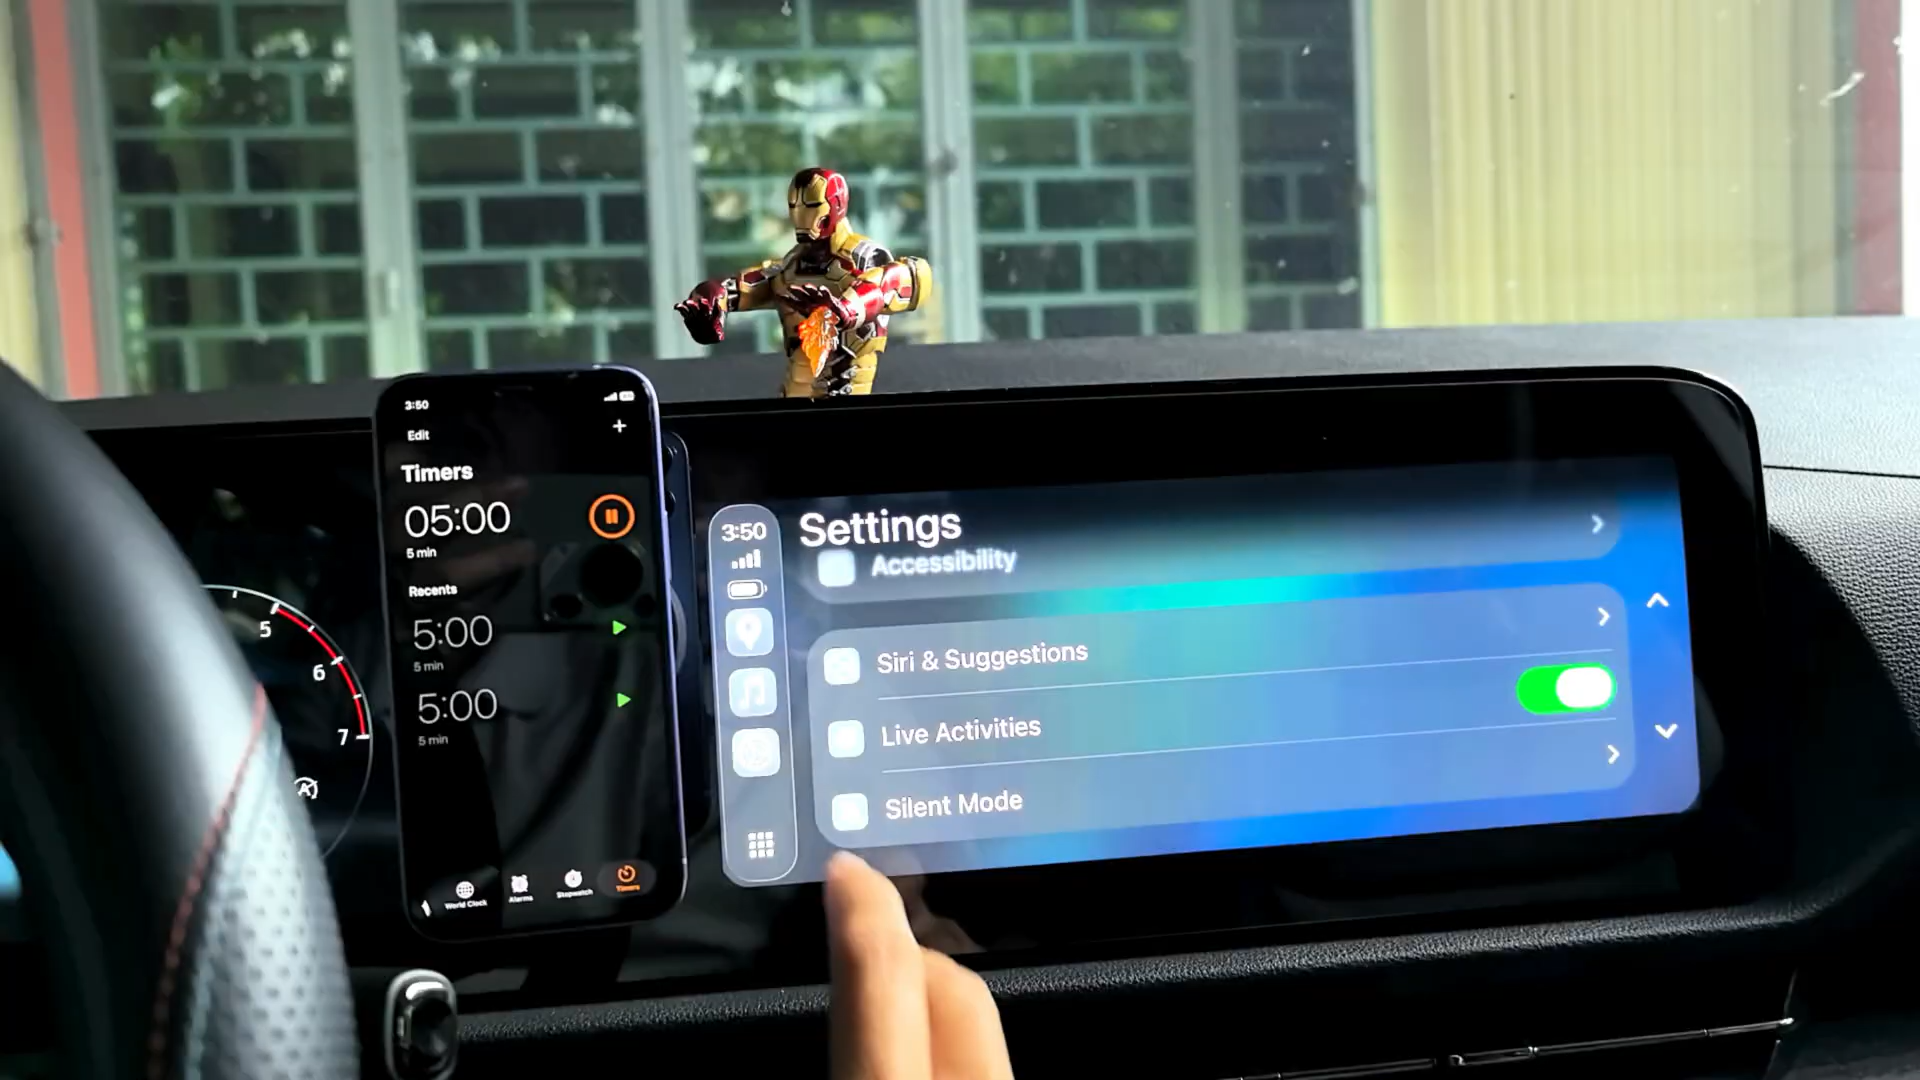 3:50
Edit
+
Timers
05:00
5 min
Recents
5:00
5 min
5:00
5 min
World Clock
Alarms
Stopwatch
Timers
5
6
7
A
3:50
Settings
Accessibility
Siri & Suggestions
Live Activities
Silent Mode